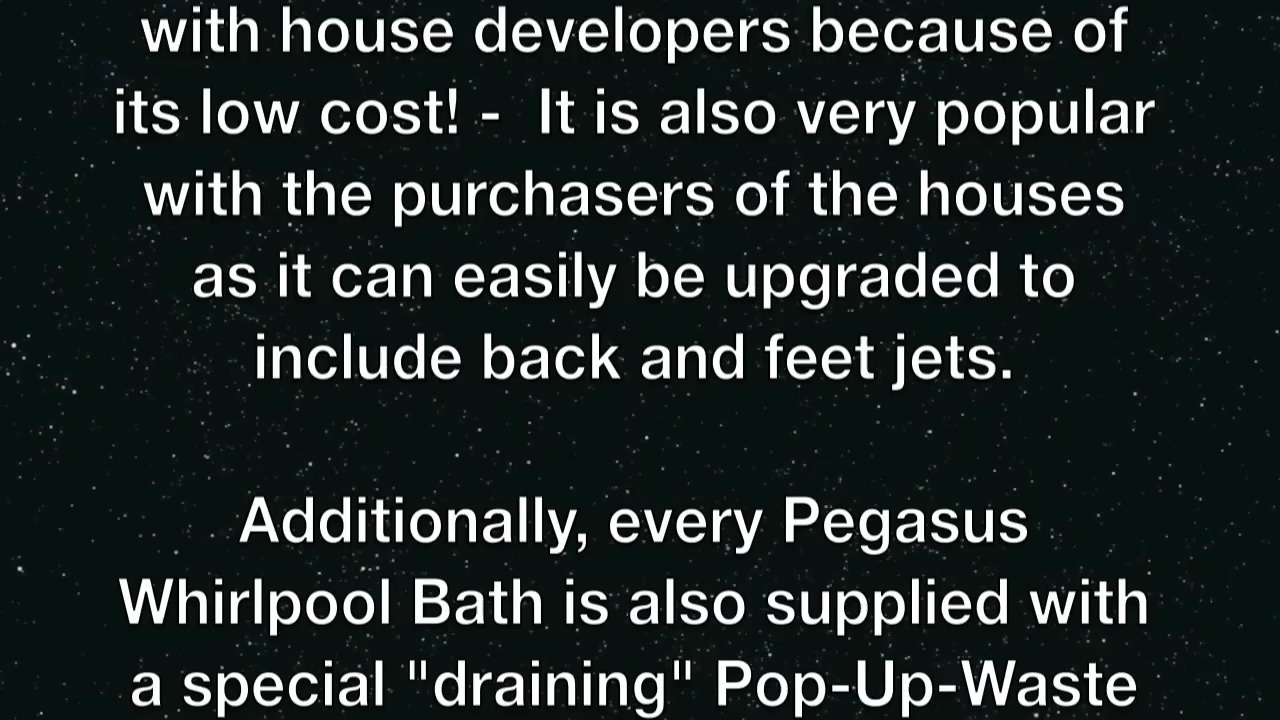 with house developers because of
its low cost! -  It is also very popular
with the purchasers of the houses
as it can easily be upgraded to
include back and feet jets.
Additionally, every Pegasus
Whirlpool Bath is also supplied with
a special "draining" Pop-Up-Waste